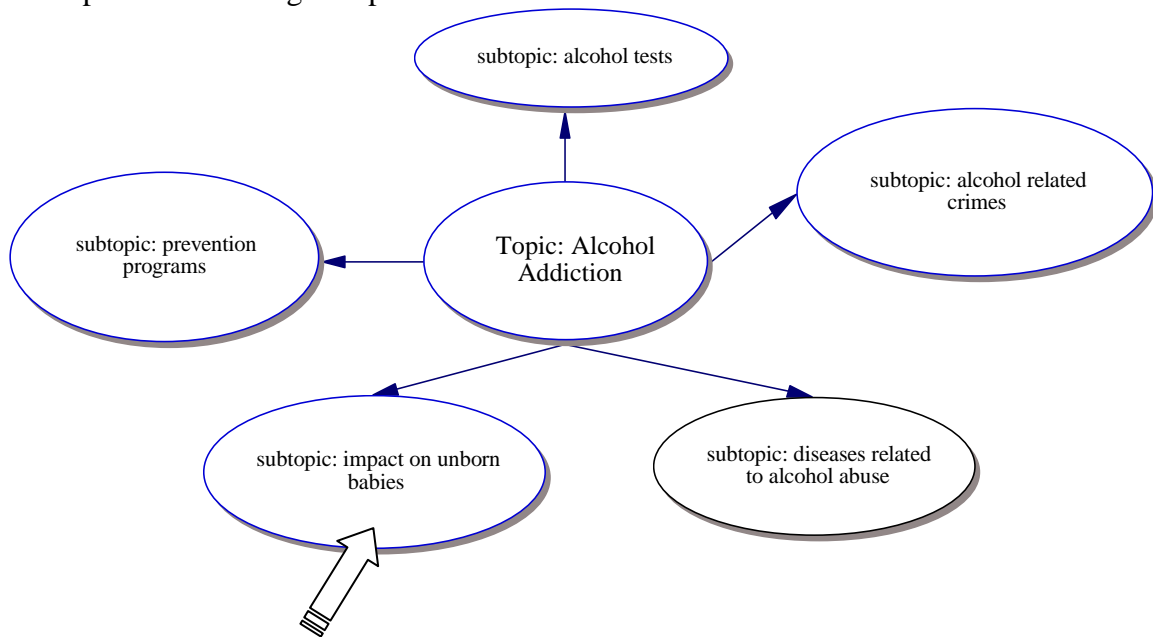 subtopic: alcohol tests
subtopic: alcohol related
crimes
subtopic: prevention
programs
Topic: Alcohol
Addiction
subtopic: impact on unborn
babies
subtopic: diseases related
to alcohol abuse